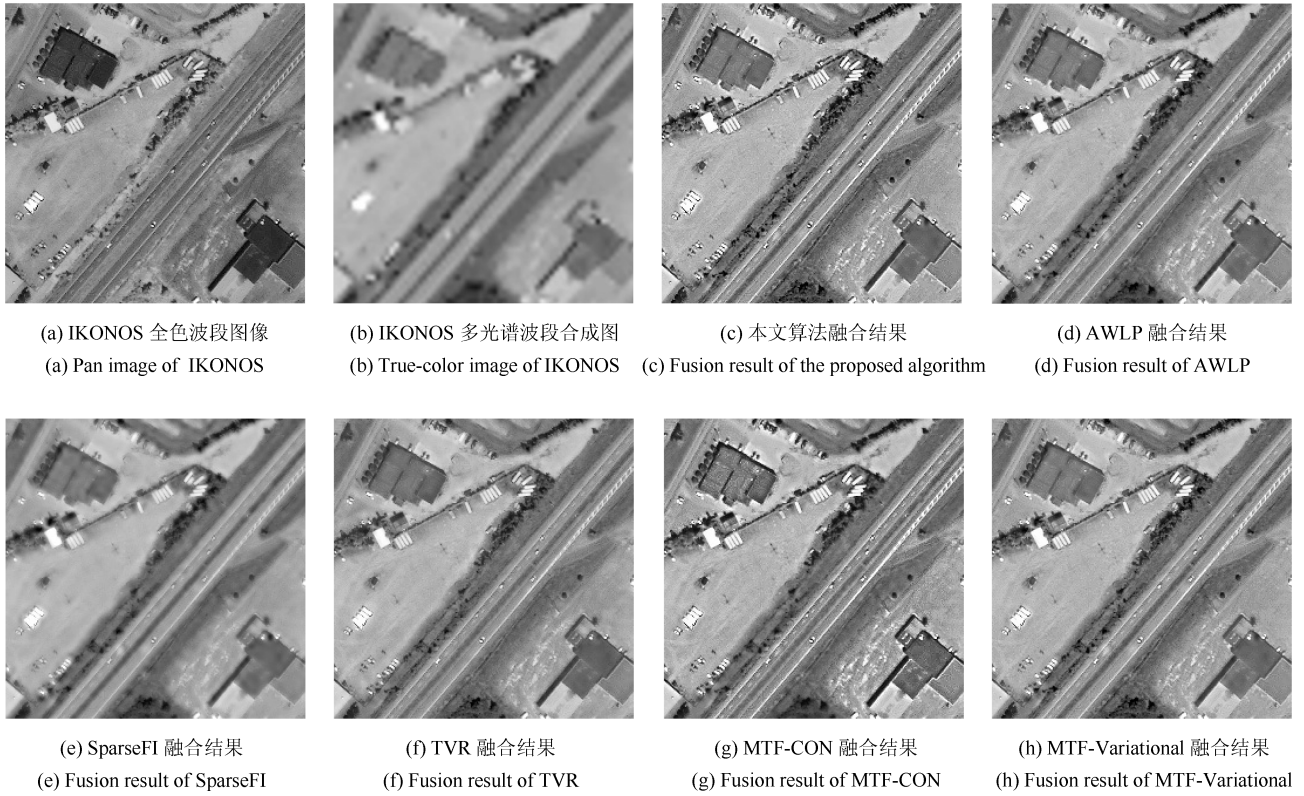 (a) IKONOS 全色波段图像
(a) Pan image of IKONOS
(b) IKONOS 多光谱波段合成图
(b) True-color image of IKONOS
(c) 本文算法融合结果
(c) Fusion result of the proposed algorithm
(d) AWLP 融合结果
(d) Fusion result of AWLP
(e) SparseFI 融合结果
(e) Fusion result of SparseFI
(f) TVR 融合结果
(f) Fusion result of TVR
(g) MTF-CON 融合结果
(g) Fusion result of MTF-CON
(h) MTF-Variational 融合结果
(h) Fusion result of MTF-Variational